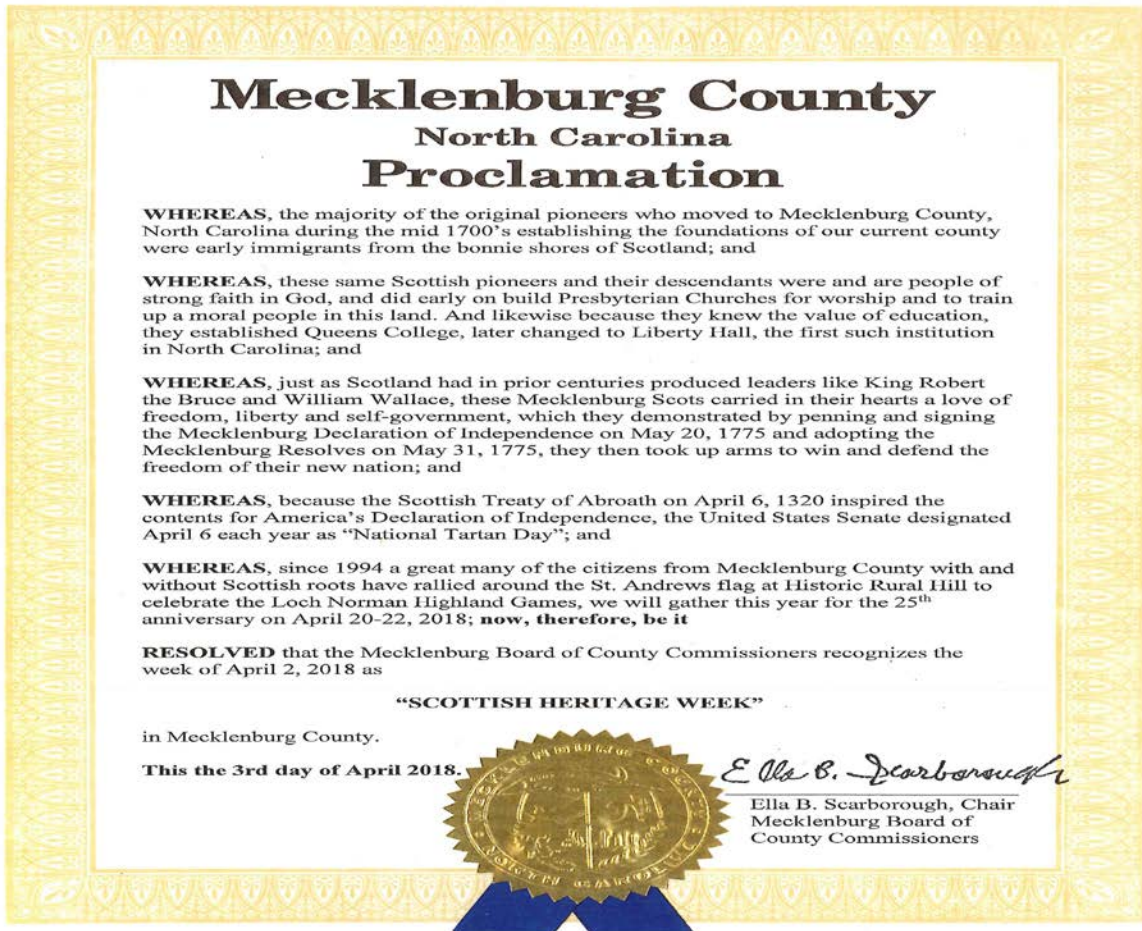 Mecklenburg County
North Carolina
Proclamation
WHEREAS, the majority of the original pioneers who moved to Mecklenburg County,
North Carolina during the mid 1700's establishing the foundations of our current county
were early immigrants from the bonnie shores of Scotland; and
WHEREAS, these same Scottish pioneers and their descendants were and are people of
strong faith in God, and did early on build Presbyterian Churches for worship and to train
up a moral people in this land. And likewise because they knew the value of education,
they established Queens College, later changed to Liberty Hall, the first such institution
in North Carolina; and
WHEREAS, just as Scotland had in prior centuries produced leaders like King Robert
the Bruce and William Wallace, these Mecklenburg Scots carried in their hearts a love of
freedom, liberty and self-government, which they demonstrated by penning and signing
the Mecklenburg Declaration of Independence on May 20, 1775 and adopting the
Mecklenburg Resolves on May 31, 1775, they then took up arms to win and defend the
freedom of their new nation; and
WHEREAS, because the Scottish Treaty of Abroath on April 6, 1320 inspired the
contents for America's Declaration of Independence, the United States Senate designated
April 6 each year as “National Tartan Day”; and
WHEREAS, since 1994 a great many of the citizens from Mecklenburg County with and
without Scottish roots have rallied around the St. Andrews flag at Historic Rural Hill to
celebrate the Loch Norman Highland Games, we will gather this year for the 25th
anniversary on April 20-22, 2018; now, therefore, be it
RESOLVED that the Mecklenburg Board of County Commissioners recognizes the
week of April 2, 2018 as
“SCOTTISH HERITAGE WEEK”
in Mecklenburg County.
This the 3rd day of April 2018.
MECKLENBURG COUNTY
NORTH CAROLINA
Ella B. Scarborough
Ella B. Scarborough, Chair
Mecklenburg Board of
County Commissioners